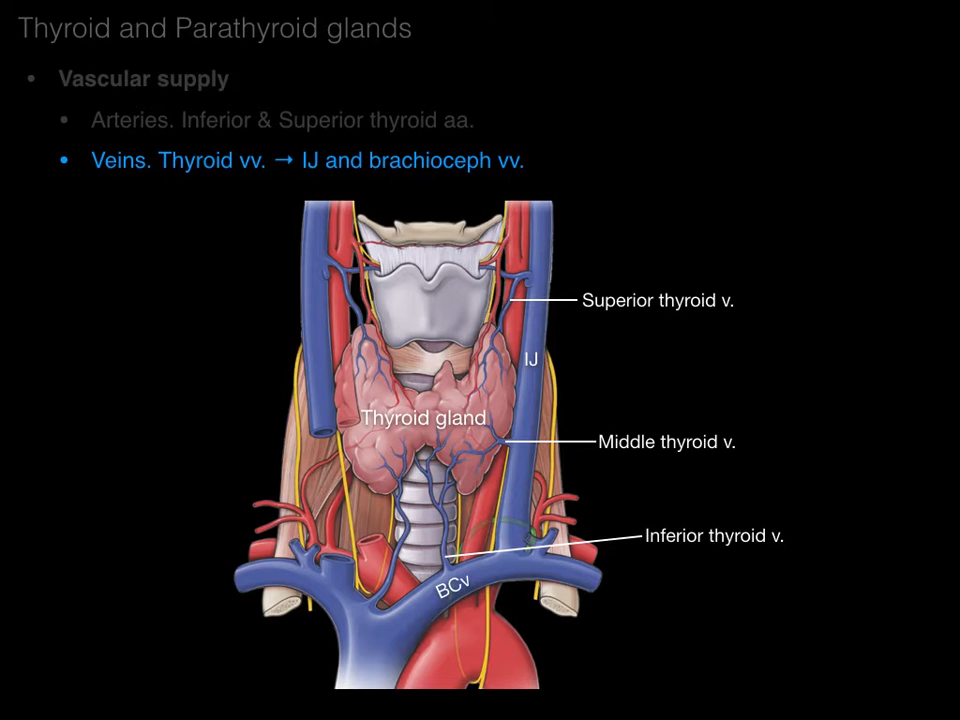 Thyroid and Parathyroid glands
• Vascular supply
• Arteries. Inferior & Superior thyroid aa.
• Veins. Thyroid vv. → IJ and brachioceph vv.
Superior thyroid v.
IJ
Thyroid gland
Middle thyroid v.
Inferior thyroid v.
BCv